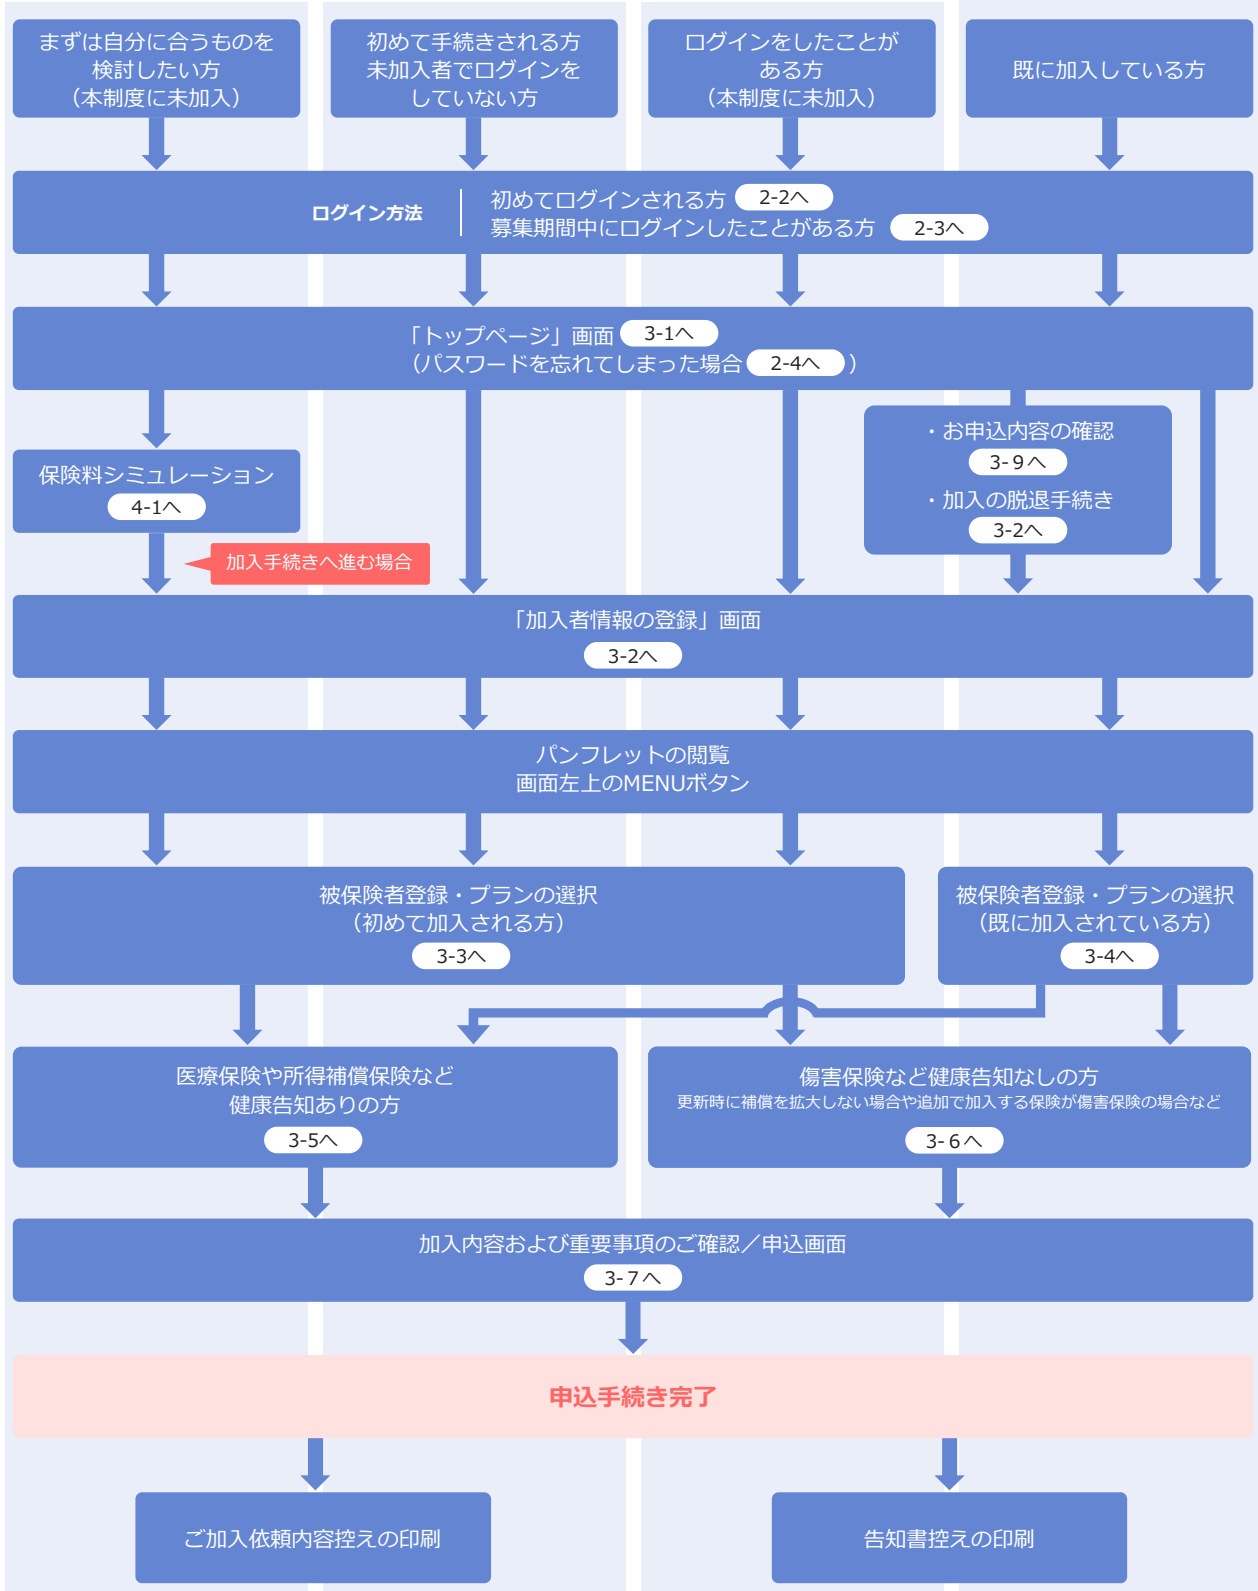 まずは自分に合うものを
検討したい方
（本制度に未加入）
初めて手続きされる方
未加入者でログインを
していない方
ログインをしたことが
ある方
（本制度に未加入）
既に加入している方
ログイン方法
初めてログインされる方 2-2へ
募集期間中にログインしたことがある方 2-3へ
「トップページ」画面 3-1へ
（パスワードを忘れてしまった場合 2-4へ ）
保険料シミュレーション
4-1へ
加入手続きへ進む場合
・お申込内容の確認
3-９へ
・加入の脱退手続き
3-2へ
「加入者情報の登録」画面
3-2へ
パンフレットの閲覧
画面左上のMENUボタン
被保険者登録・プランの選択
（初めて加入される方）
3-3へ
被保険者登録・プランの選択
（既に加入されている方）
3-4へ
医療保険や所得補償保険など
健康告知ありの方
3-5へ
傷害保険など健康告知なしの方
更新時に補償を拡大しない場合や追加で加入する保険が傷害保険の場合など
3-６へ
加入内容および重要事項のご確認／申込画面
3-７へ
申込手続き完了
ご加入依頼内容控えの印刷
告知書控えの印刷